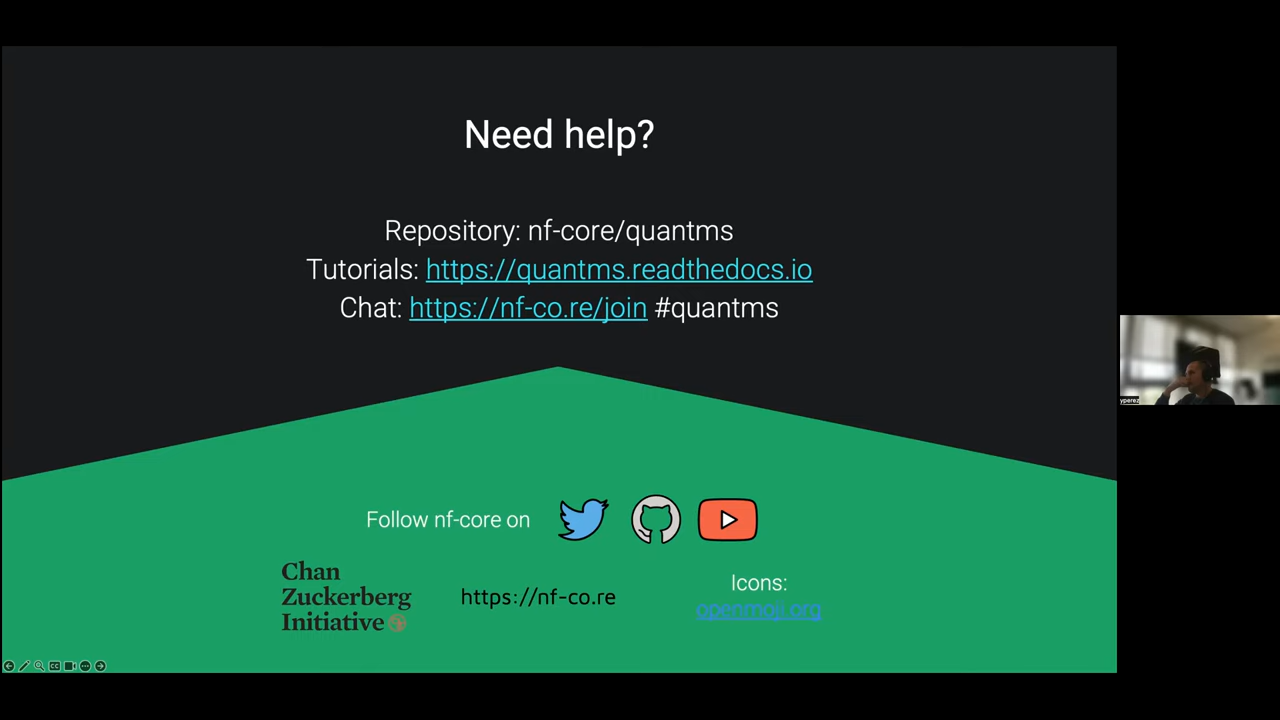 Need help?
Repository: nf-core/quantms
Tutorials: https://quantms.readthedocs.io
Chat: https://nf-co.re/join #quantms
Follow nf-core on
Chan
Zuckerberg
Initiative
https://nf-co.re
Icons:
openmoji.org
yperez